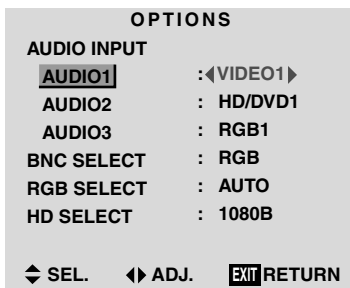 OPTIONS
AUDIO INPUT
AUDIO1 : VIDEO1
AUDIO2 : HD/DVD1
AUDIO3 : RGB1
BNC SELECT : RGB
RGB SELECT : AUTO
HD SELECT : 1080B
SEL. ADJ. EXIT RETURN